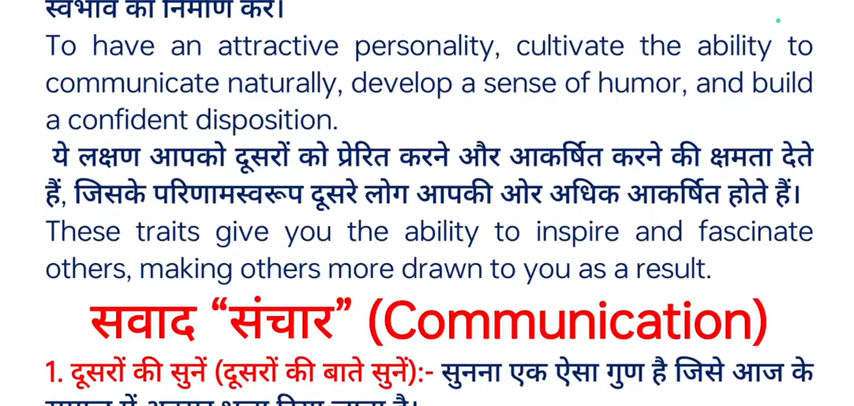 स्वभाव का निर्माण करें।
To have an attractive personality, cultivate the ability to
communicate naturally, develop a sense of humor, and build
a confident disposition.
ये लक्षण आपको दूसरों को प्रेरित करने और आकर्षित करने की क्षमता देते
हैं, जिसके परिणामस्वरूप दूसरे लोग आपकी ओर अधिक आकर्षित होते हैं।
These traits give you the ability to inspire and fascinate
others, making others more drawn to you as a result.
सवाद “संचार” (Communication)
1. दूसरों की सुनें (दूसरों की बाते सुनें):- सुनना एक ऐसा गुण है जिसे आज के